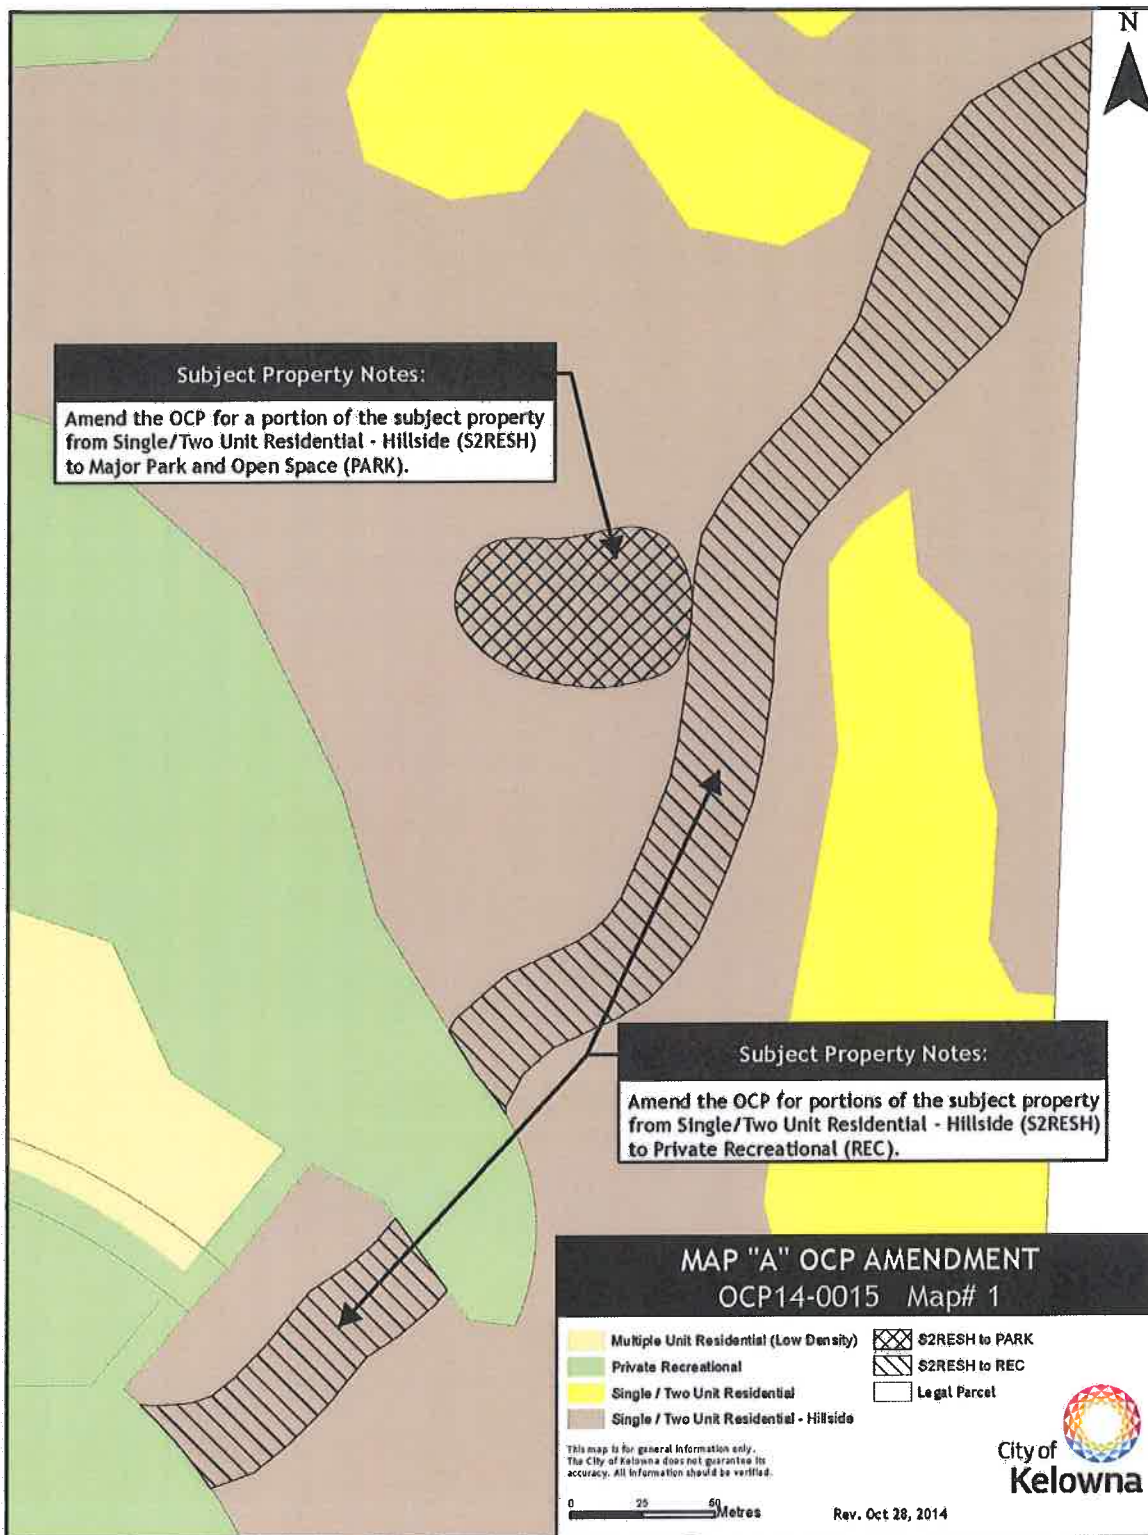 N
Subject Property Notes:
Amend the OCP for a portion of the subject property
from Single/Two Unit Residential - Hillside (S2RESH)
to Major Park and Open Space (PARK).
Subject Property Notes:
Amend the OCP for portions of the subject property
from Single/Two Unit Residential - Hillside (S2RESH)
to Private Recreational (REC).
MAP "A" OCP AMENDMENT
OCP14-0015 Map# 1
Multiple Unit Residential (Low Density)
Private Recreational
Single / Two Unit Residential
Single / Two Unit Residential - Hillside
S2RESH to PARK
S2RESH to REC
Legal Parcel
This map is for general information only.
The City of Kelowna does not guarantee its
accuracy. All information should be verified.
0 25 50 Metres
Rev. Oct 28, 2014
City of
Kelowna